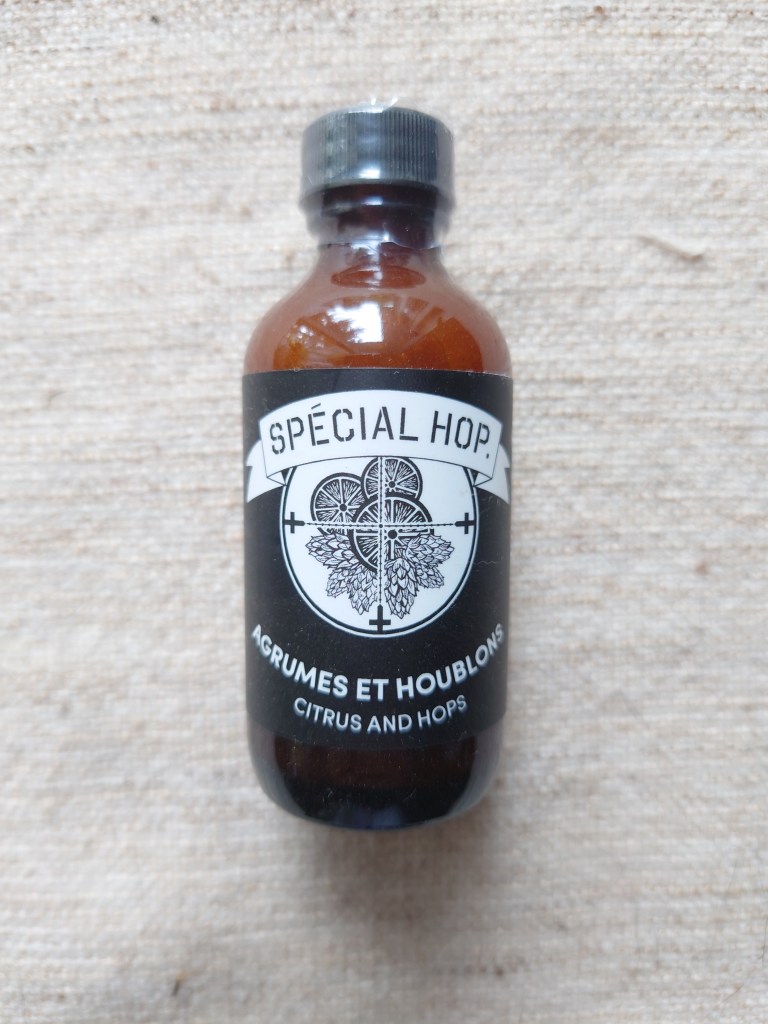 SPÉCIAL HOP.
AGRUMES ET HOUBLONS
CITRUS AND HOPS